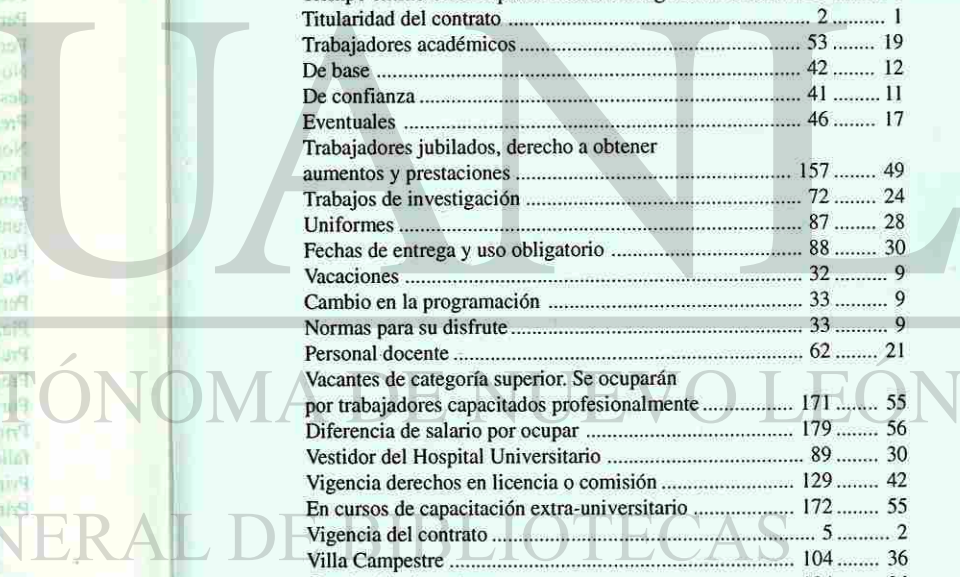 Titularidad del contrato ........ 2 ........ 1
Trabajadores académicos ........ 53 ........ 19
De base ........ 42 ........ 12
De confianza ........ 41 ........ 11
Eventuales ........ 46 ........ 17
Trabajadores jubilados, derecho a obtener
aumentos y prestaciones ........ 157 ........ 49
Trabajos de investigación ........ 72 ........ 24
Uniformes ........ 87 ........ 28
Fechas de entrega y uso obligatorio ........ 88 ........ 30
Vacaciones ........ 32 ........ 9
Cambio en la programación ........ 33 ........ 9
Normas para su disfrute ........ 33 ........ 9
Personal docente ........ 62 ........ 21
Vacantes de categoría superior. Se ocuparán
por trabajadores capacitados profesionalmente ........ 171 ........ 55
Diferencia de salario por ocupar ........ 179 ........ 56
Vestidor del Hospital Universitario ........ 89 ........ 30
Vigencia derechos en licencia o comisión ........ 129 ........ 42
En cursos de capacitación extra-universitario ........ 172 ........ 55
Vigencia del contrato ........ 5 ........ 2
Villa Campestre ........ 104 ........ 36
UANL
ÓNOMA DE NUEVO LEÓN
NERAL DE BIBLIOTECAS